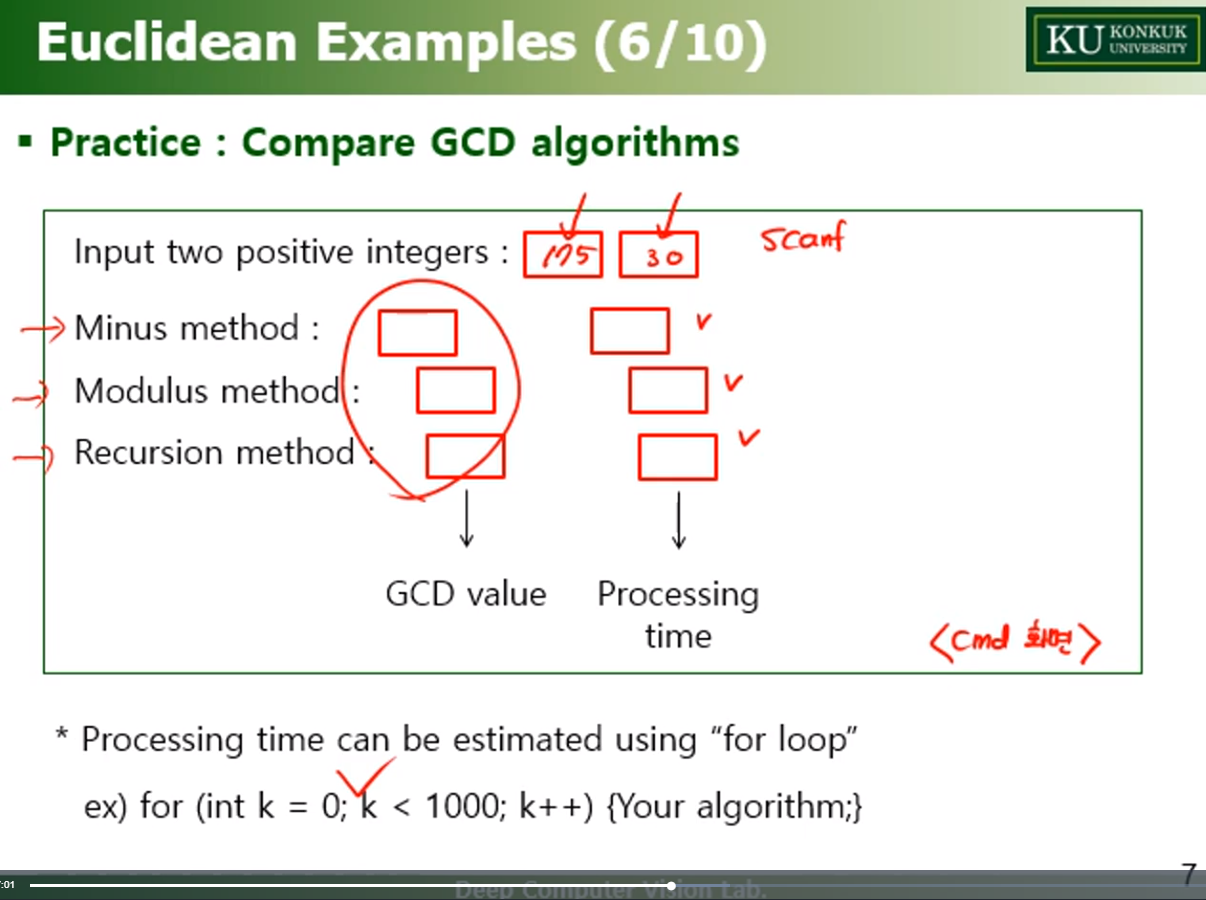 Euclidean Examples (6/10)
KU KONKUK UNIVERSITY
▪ Practice : Compare GCD algorithms
Input two positive integers : 175 30 scanf
Minus method :
Modulus method :
Recursion method :
GCD value Processing
time
<cmd 화면>
* Processing time can be estimated using “for loop”
ex) for (int k = 0; k < 1000; k++) {Your algorithm;}
7
:01
Deep Computer Vision Lab.